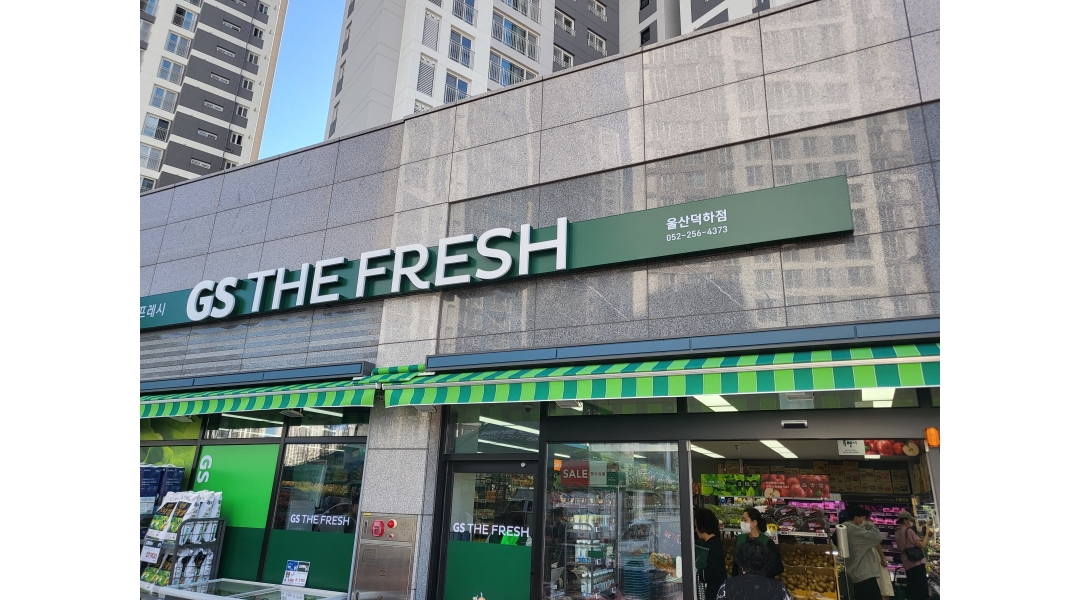 프레시
GS THE FRESH
울산덕하점
052-256-4373
GS
GS THE FRESH
GS THE FRESH
SALE